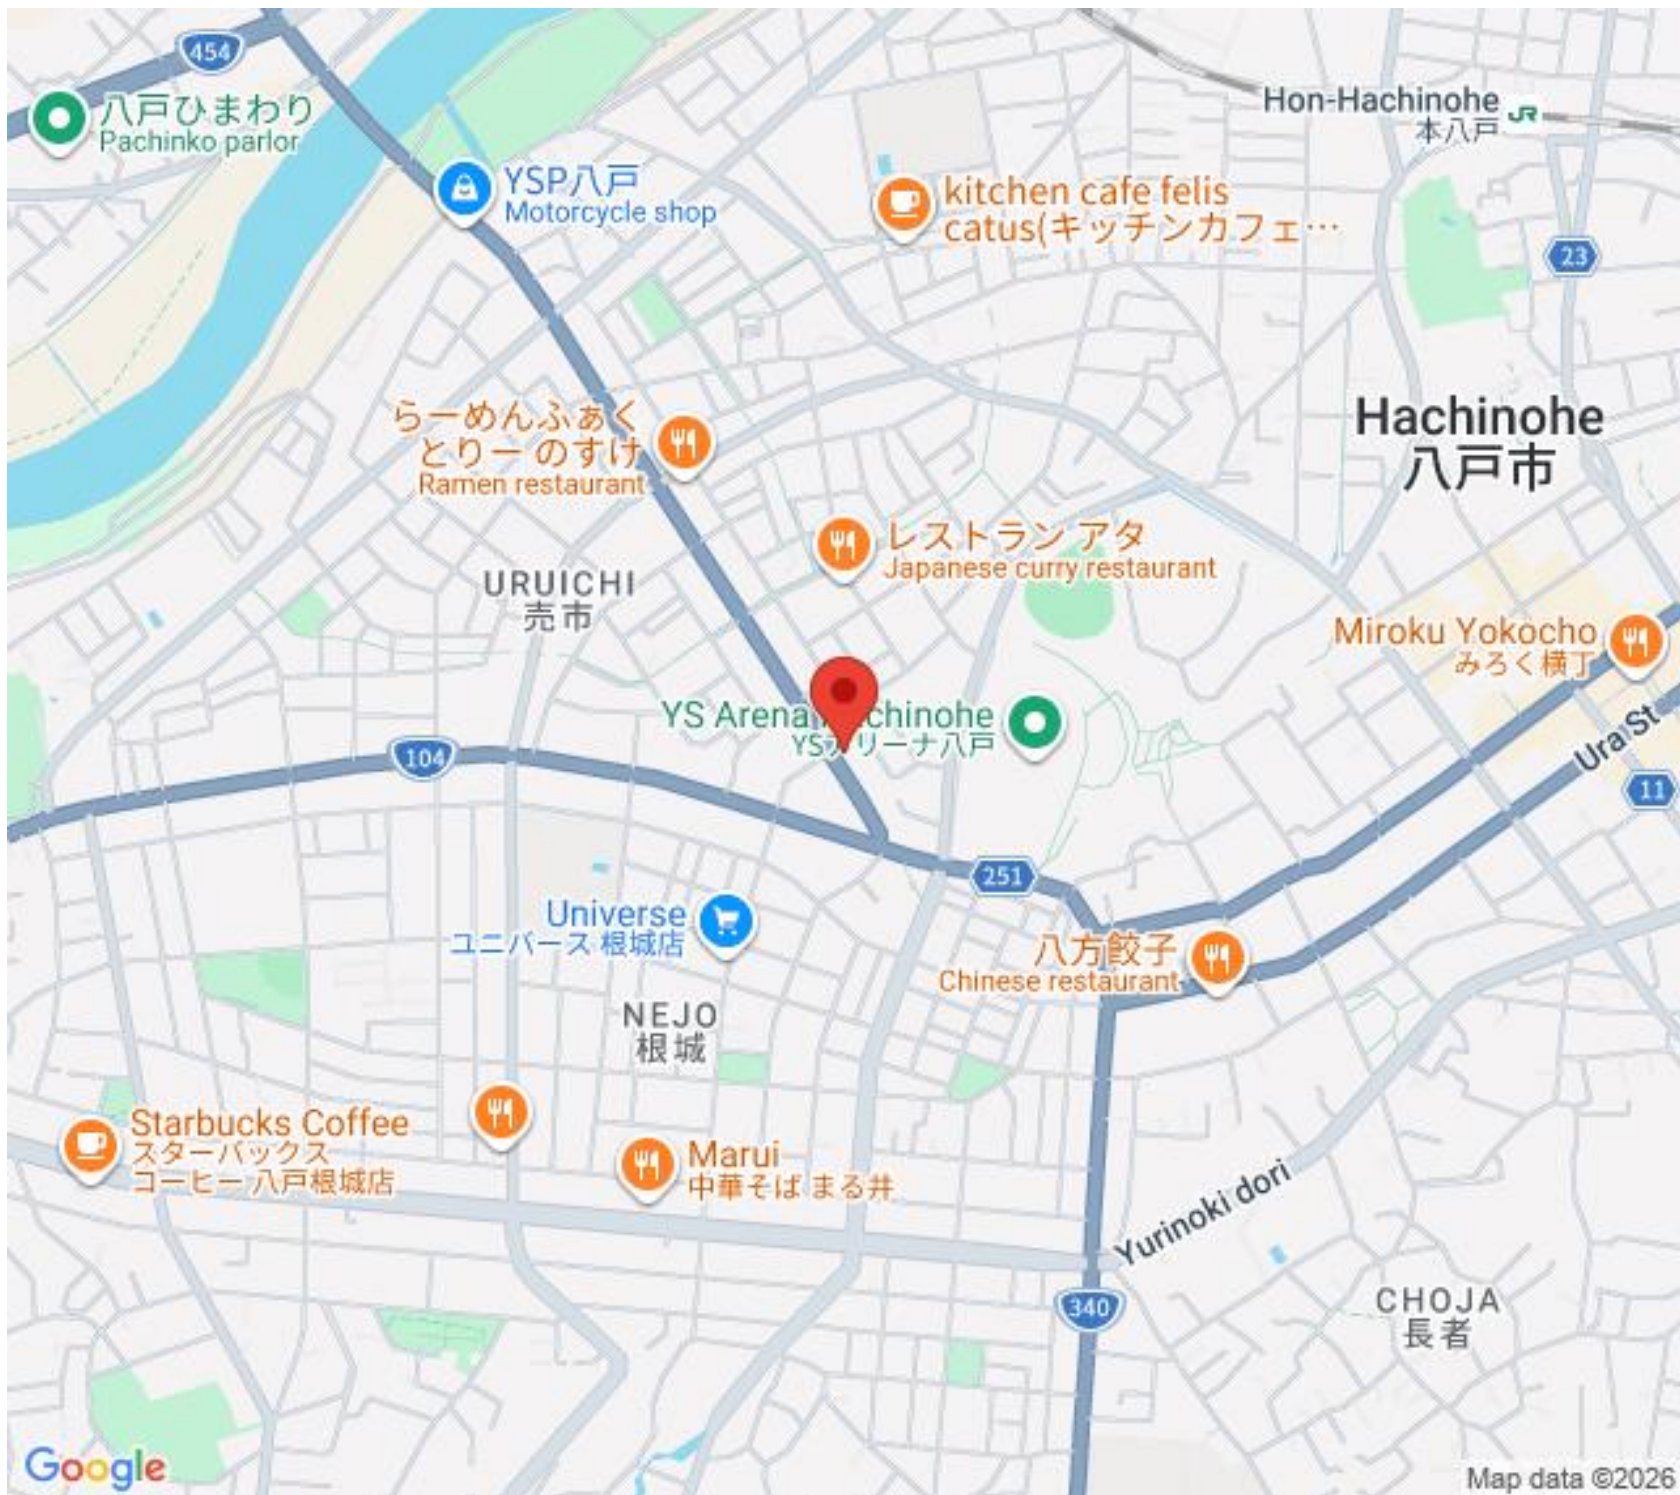 454
八戸ひまわり
Pachinko parlor
Hon-Hachinohe
本八戸
JR
YSP八戸
Motorcycle shop
kitchen cafe felis
catus(キッチンカフェ…
23
らーめんふぁく
とりー のすけ
Ramen restaurant
Hachinohe
八戸市
レストラン アタ
Japanese curry restaurant
URUICHI
売市
Miroku Yokocho
みろく横丁
YS Arena
chinohe
リーナ八戸
Ura St
104
11
251
Universe
ユニバース 根城店
八方餃子
Chinese restaurant
NEJO
根城
Starbucks Coffee
スターバックス
コーヒー 八戸根城店
Marui
中華そば まる井
Yurinoki dori
340
CHOJA
長者
Google
Map data ©2026